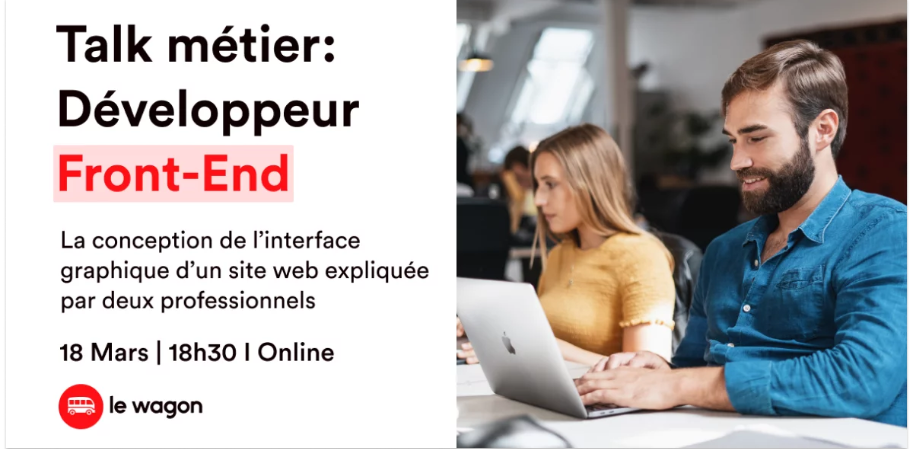 Talk métier:
Développeur
Front-End
La conception de l'interface
graphique d'un site web expliquée
par deux professionnels
18 Mars | 18h30 I Online
le wagon